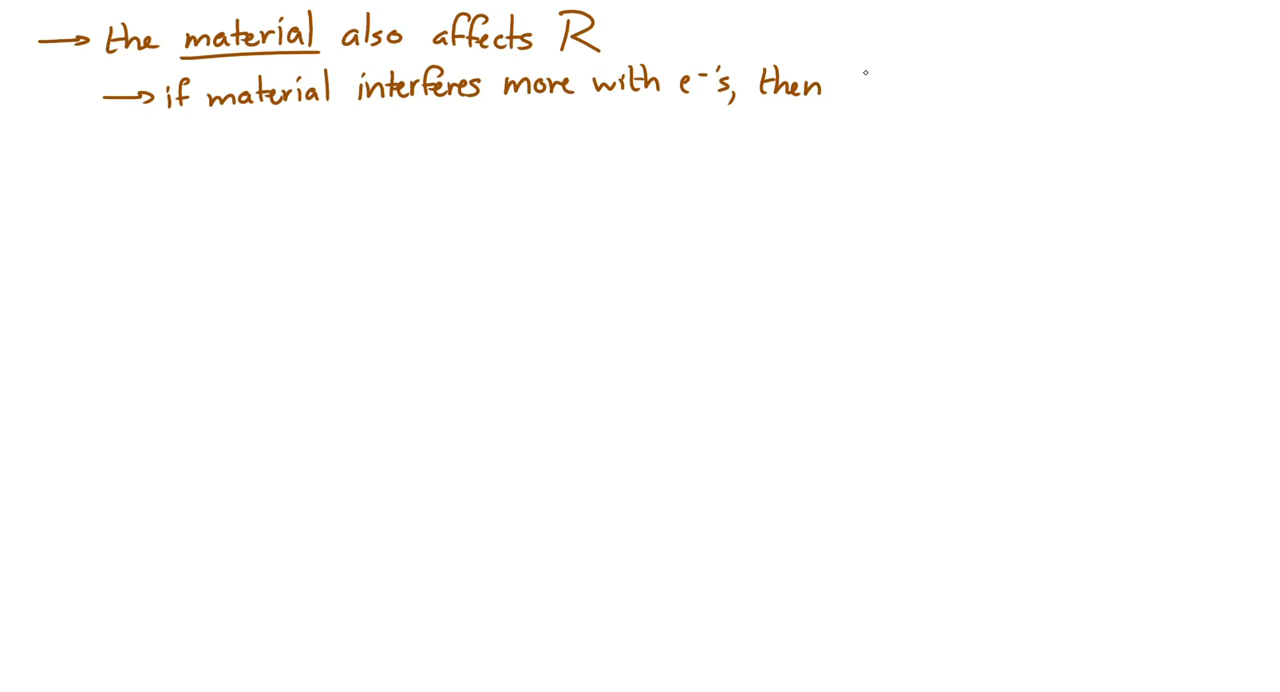 → the material also affects R
→ if material interferes more with e⁻'s, then